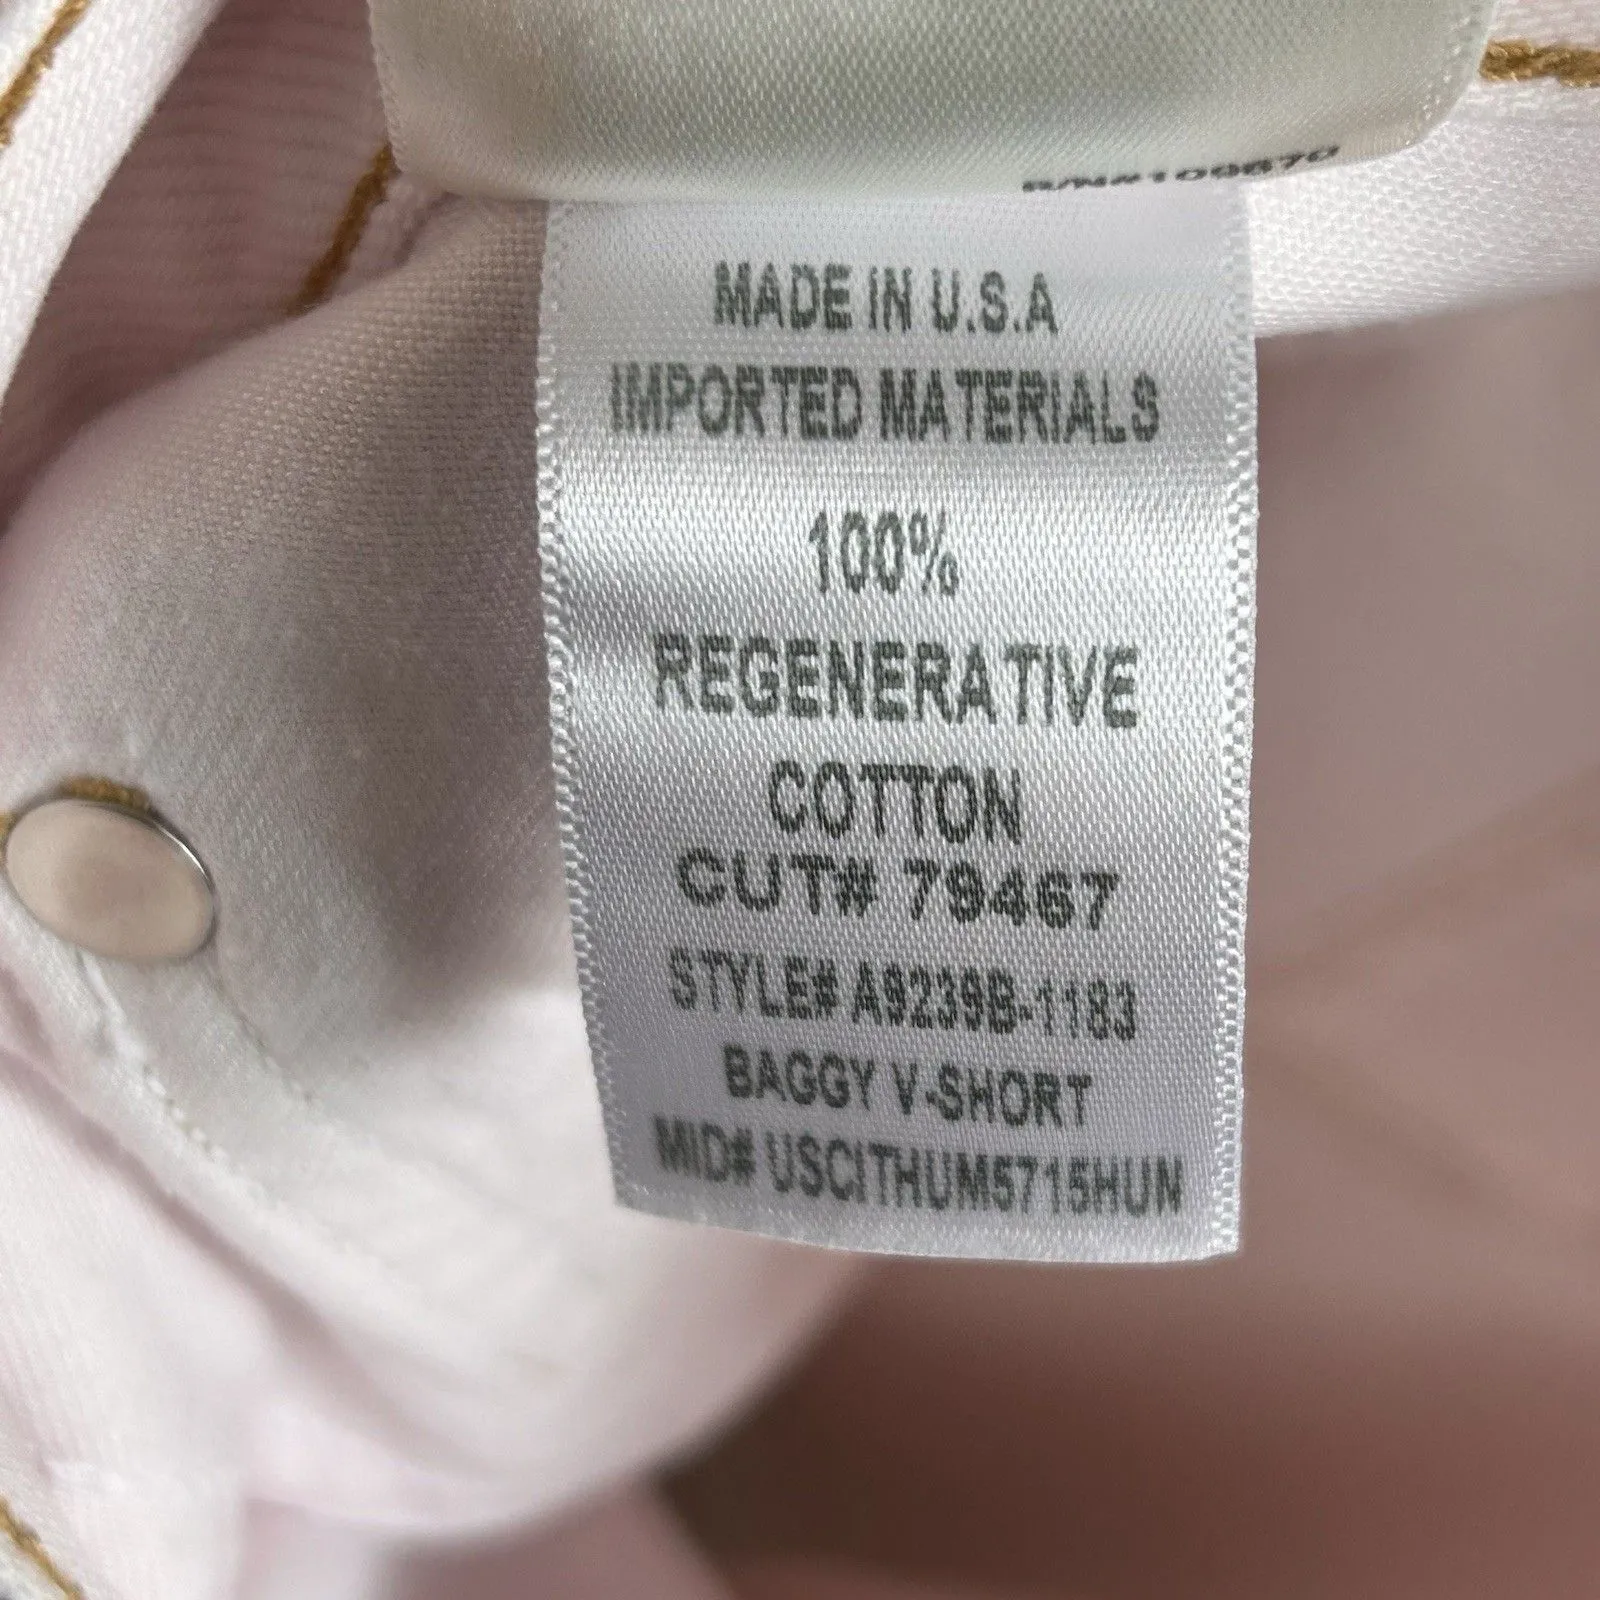 MADE IN U.S.A
IMPORTED MATERIALS
100%
REGENERATIVE
COTTON
CUT# 79467
STYLE# A9239B-1183
BAGGY V-SHORT
MID# USCITHUM5715HUN